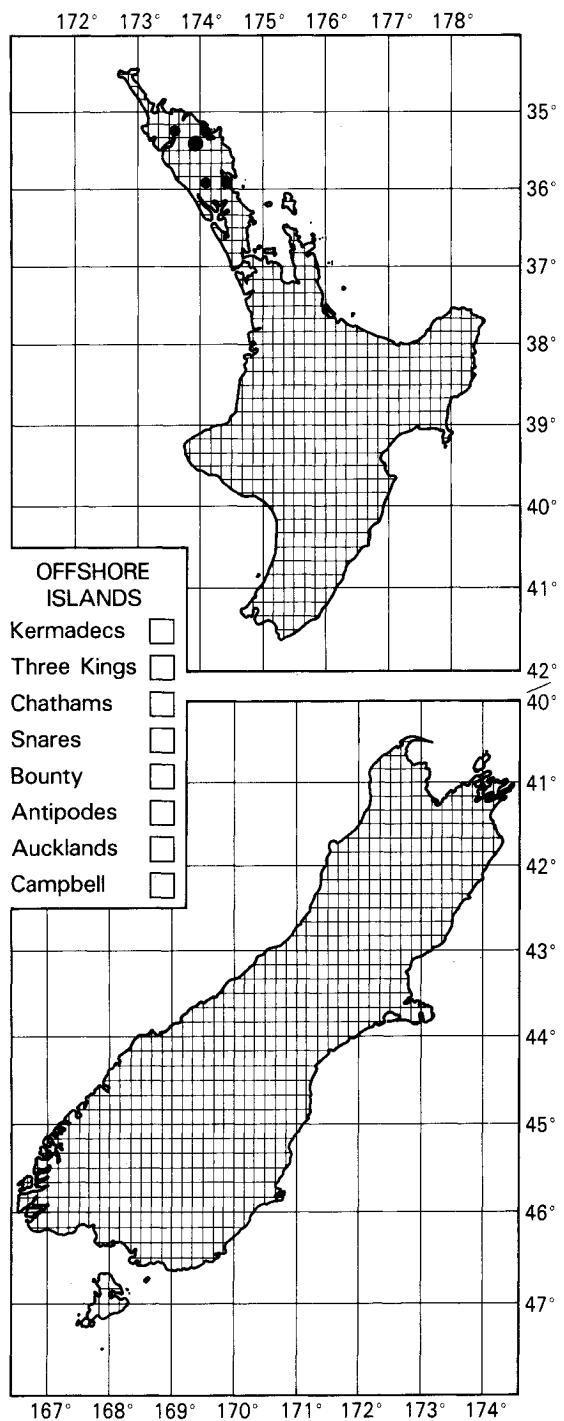 172° 173° 174° 175° 176° 177° 178°
35°
36°
37°
38°
39°
40°
41°
42°
OFFSHORE
ISLANDS
Kermadecs
Three Kings
Chathams
Snares
Bounty
Antipodes
Aucklands
Campbell
40°
41°
42°
43°
44°
45°
46°
47°
167° 168° 169° 170° 171° 172° 173° 174°